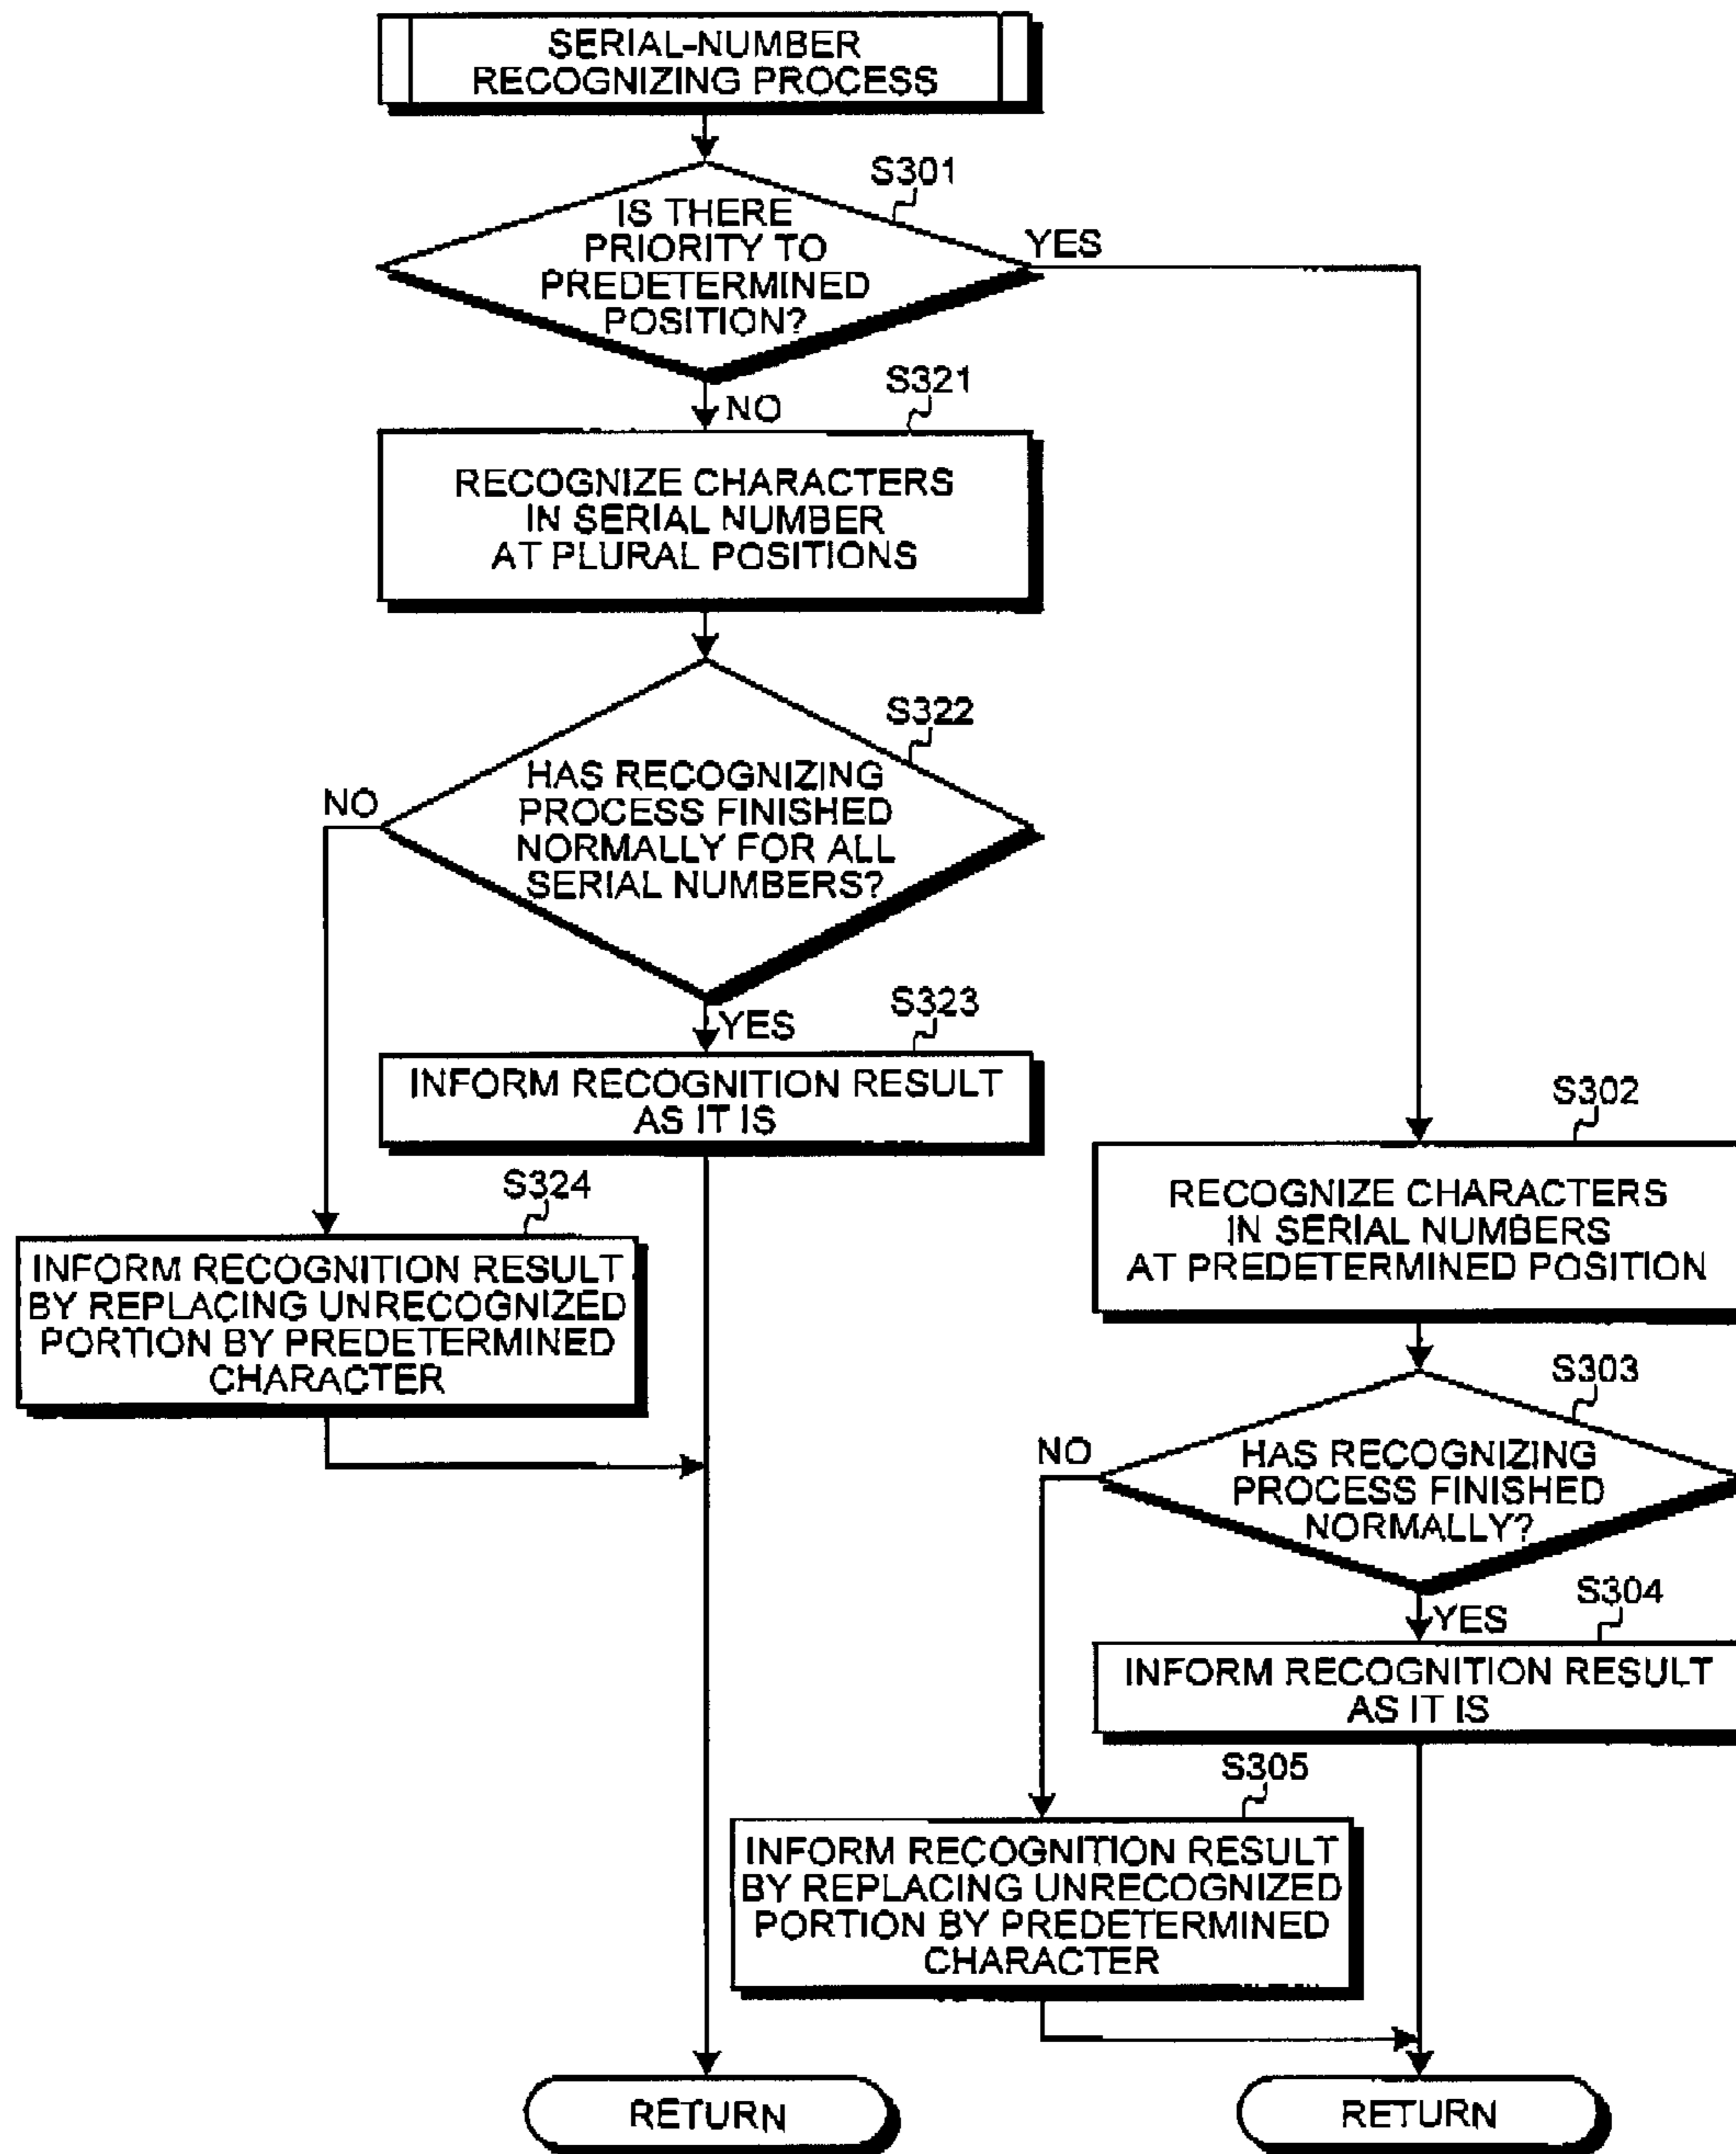 SERIAL-NUMBER
RECOGNIZING PROCESS
S301
IS THERE
PRIORITY TO
PREDETERMINED
POSITION?
YES
NO
S321
RECOGNIZE CHARACTERS
IN SERIAL NUMBER
AT PLURAL POSITIONS
S322
HAS RECOGNIZING
PROCESS FINISHED
NORMALLY FOR ALL
SERIAL NUMBERS?
NO
YES
S323
INFORM RECOGNITION RESULT
AS IT IS
S324
INFORM RECOGNITION RESULT
BY REPLACING UNRECOGNIZED
PORTION BY PREDETERMINED
CHARACTER
S302
RECOGNIZE CHARACTERS
IN SERIAL NUMBERS
AT PREDETERMINED POSITION
S303
HAS RECOGNIZING
PROCESS FINISHED
NORMALLY?
NO
YES
S304
INFORM RECOGNITION RESULT
AS IT IS
S305
INFORM RECOGNITION RESULT
BY REPLACING UNRECOGNIZED
PORTION BY PREDETERMINED
CHARACTER
RETURN
RETURN